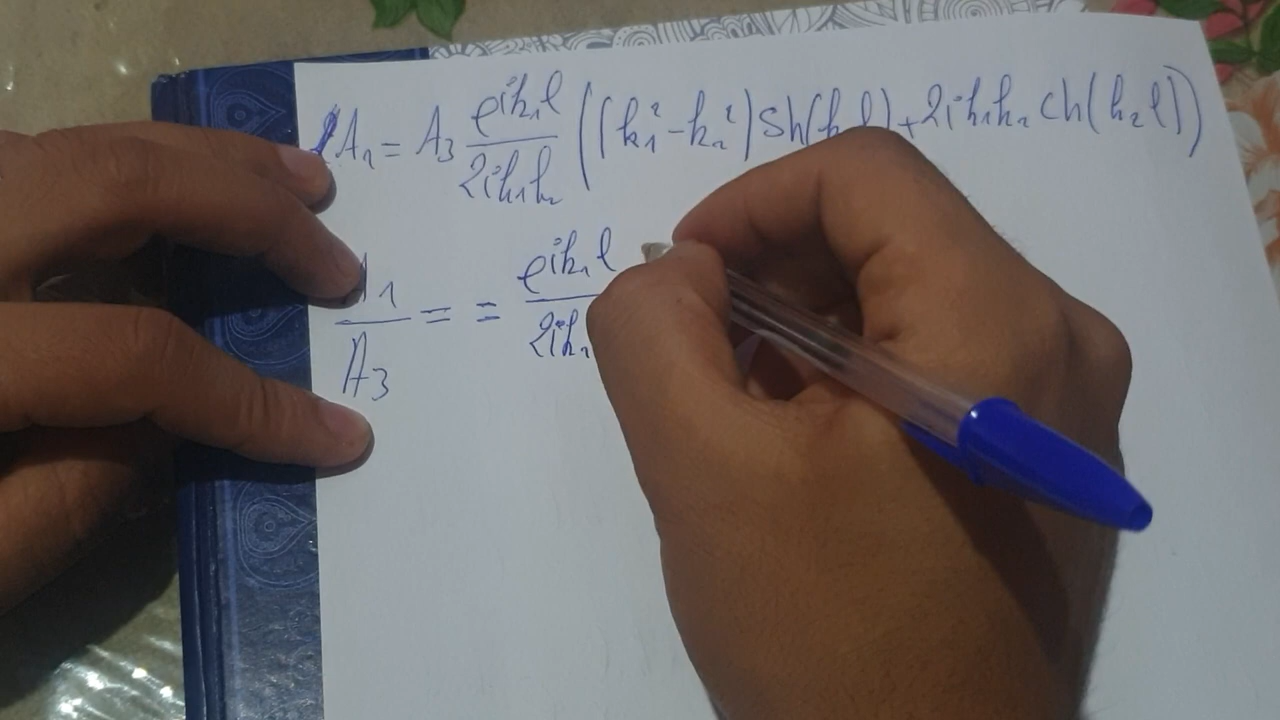 A₁ = A₃ e^{ik₁l} / 2ik₁k₂ ((k₁² - k₂²) Sh(k₂l) + 2ik₁k₂ ch(k₂l))
A₁ / A₃ = = e^{ik₁l} / 2ik₁